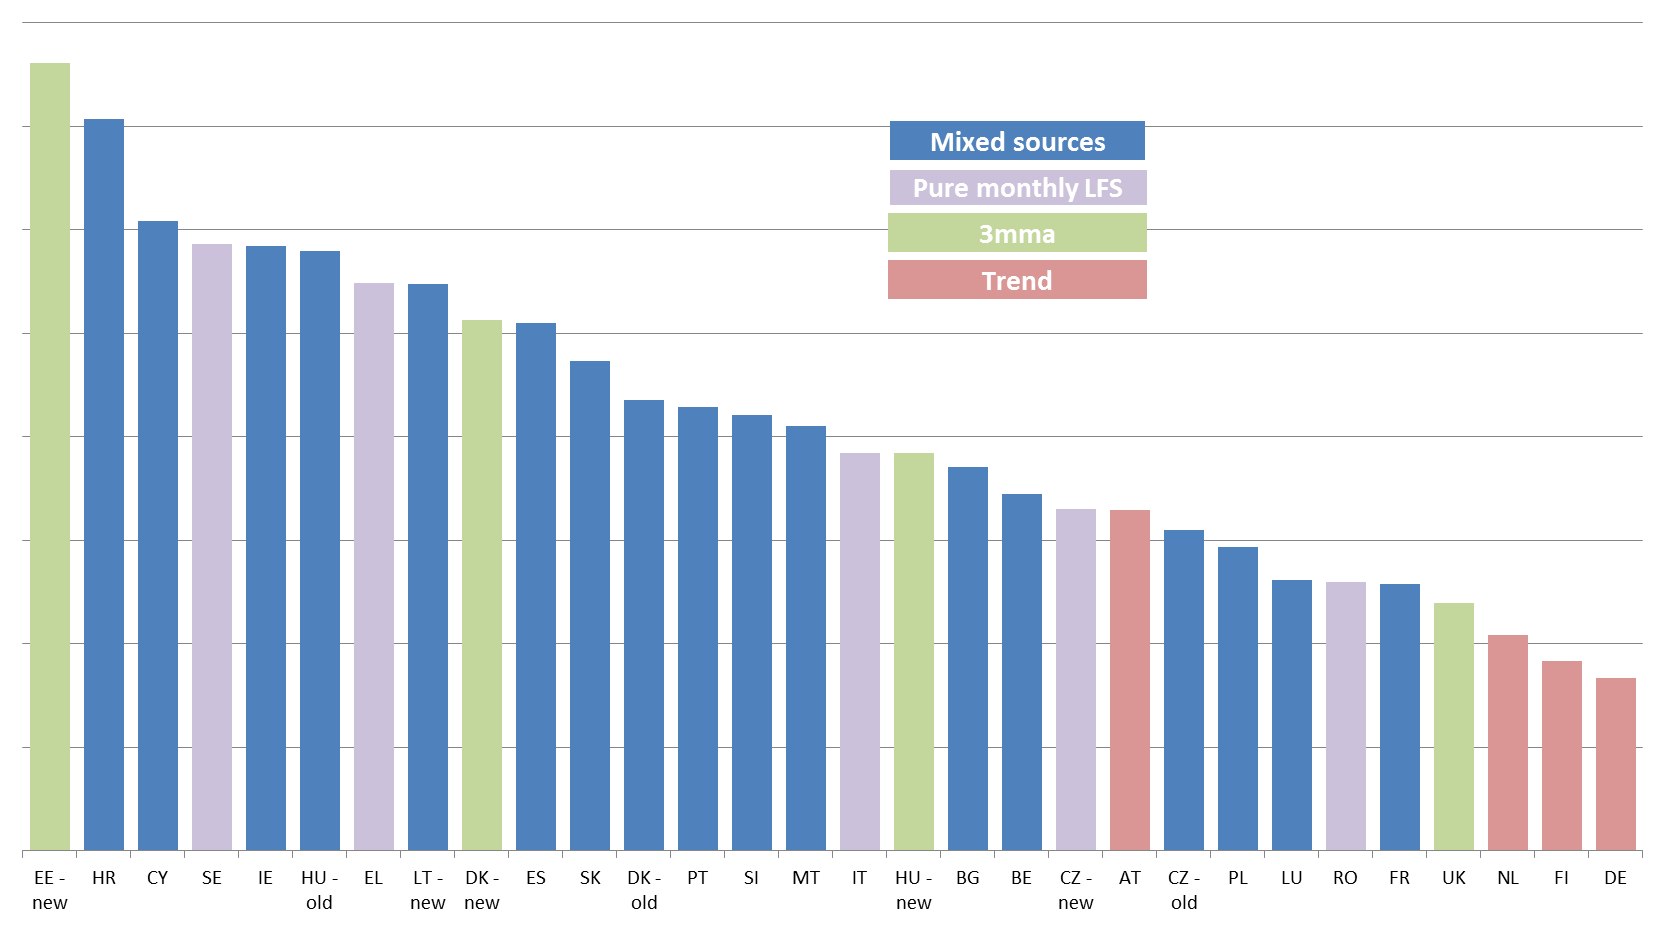 Mixed sources
Pure monthly LFS
3mma
Trend
EE - new
HR
CY
SE
IE
HU - old
EL
LT - new
DK - new
ES
SK
DK - old
PT
SI
MT
IT
HU - new
BG
BE
CZ - new
AT
CZ - old
PL
LU
RO
FR
UK
NL
FI
DE